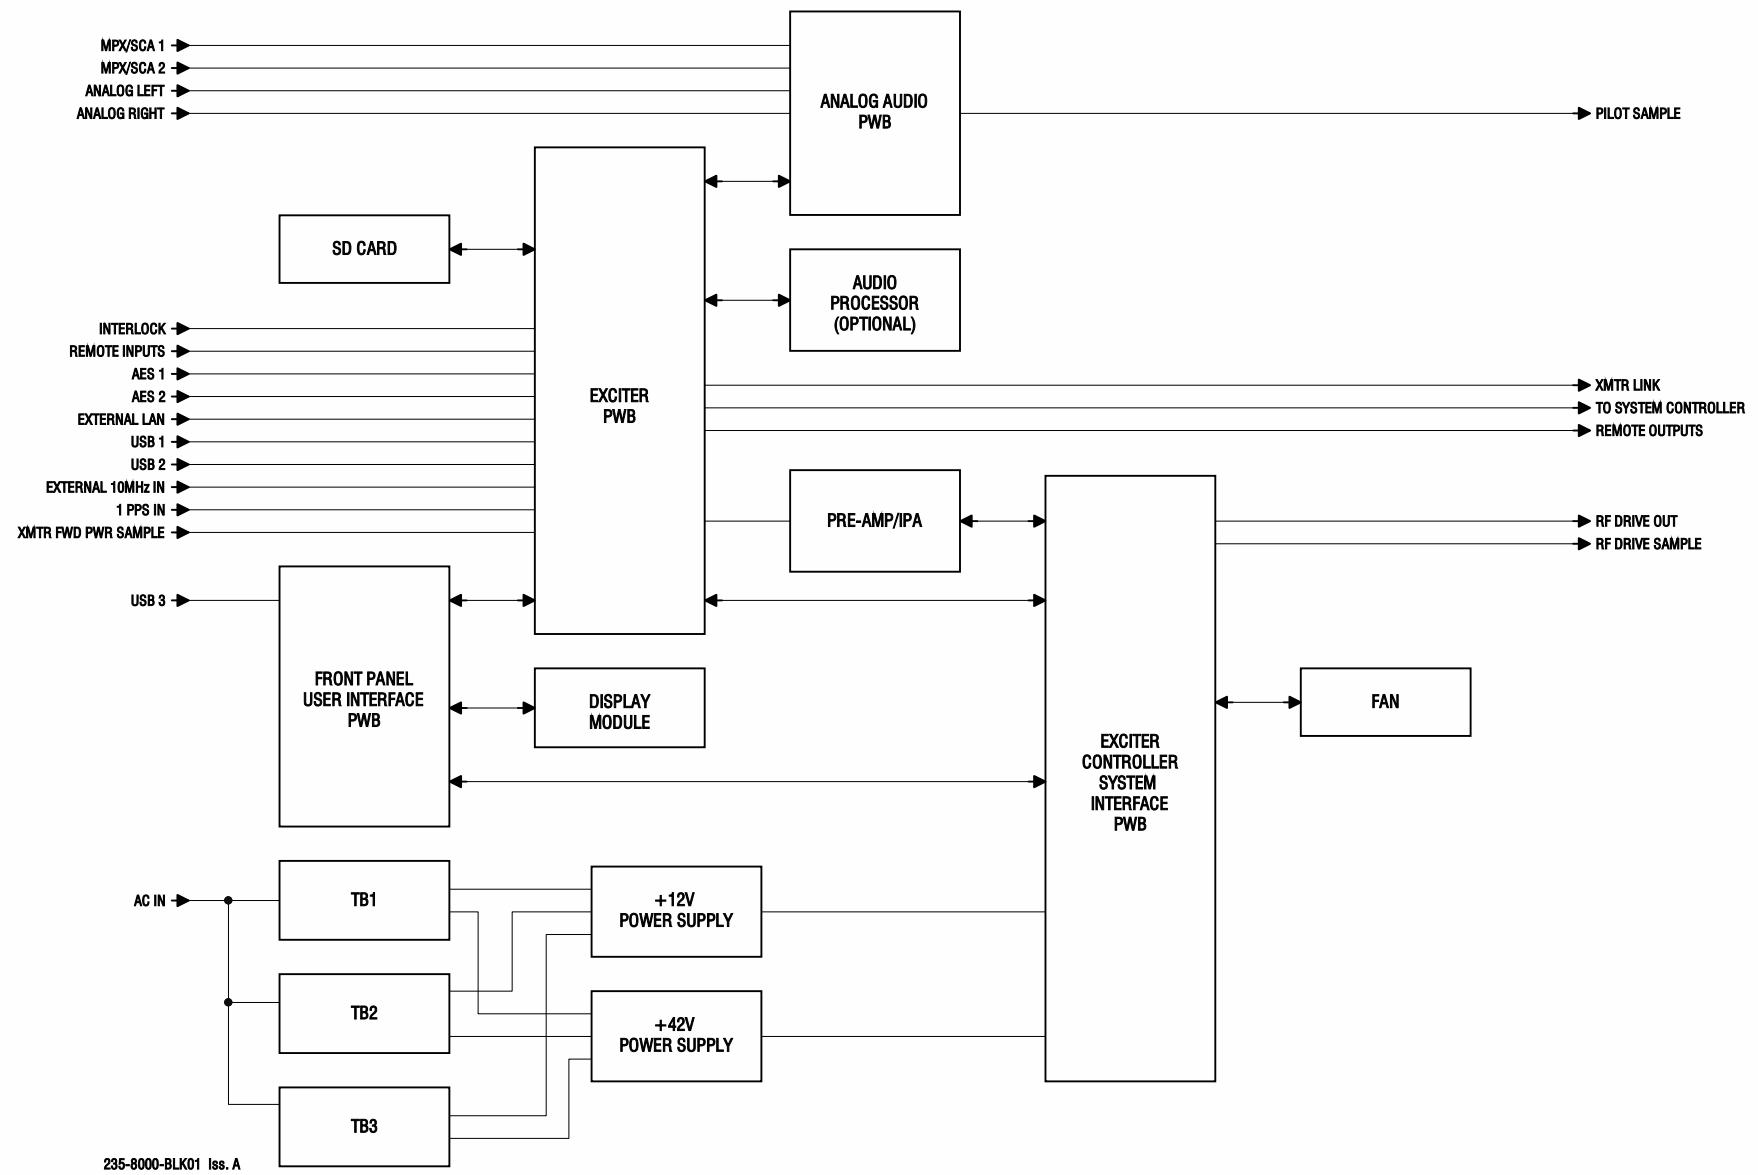 MPX/SCA 1
MPX/SCA 2
ANALOG LEFT
ANALOG RIGHT
ANALOG AUDIO
PWB
PILOT SAMPLE
SD CARD
AUDIO
PROCESSOR
(OPTIONAL)
INTERLOCK
REMOTE INPUTS
AES 1
AES 2
EXTERNAL LAN
USB 1
USB 2
EXTERNAL 10MHz IN
1 PPS IN
XMTR FWD PWR SAMPLE
EXCITER
PWB
XMTR LINK
TO SYSTEM CONTROLLER
REMOTE OUTPUTS
PRE-AMP/IPA
RF DRIVE OUT
RF DRIVE SAMPLE
USB 3
FRONT PANEL
USER INTERFACE
PWB
DISPLAY
MODULE
EXCITER
CONTROLLER
SYSTEM
INTERFACE
PWB
FAN
AC IN
TB1
+12V
POWER SUPPLY
TB2
+42V
POWER SUPPLY
TB3
235-8000-BLK01 Iss. A